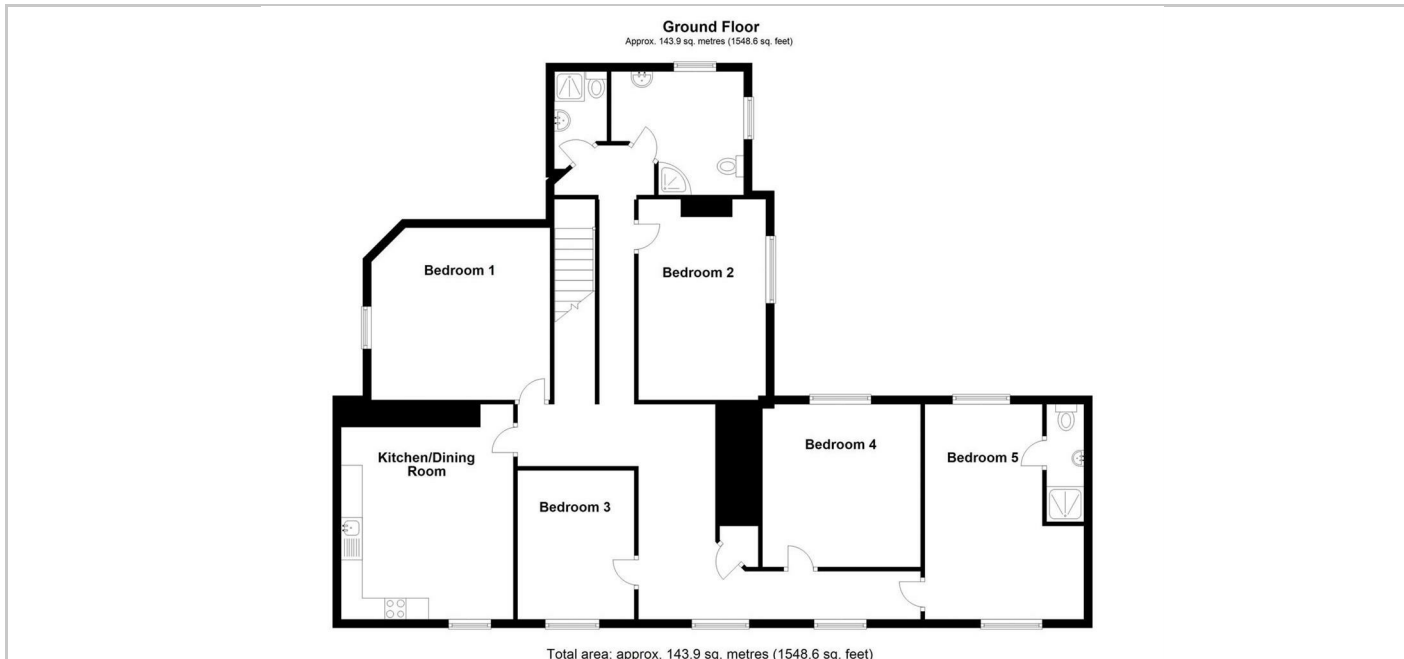 Ground Floor
Approx. 143.9 sq. metres (1548.6 sq. feet)
Bedroom 1
Bedroom 2
Kitchen/Dining
Room
Bedroom 3
Bedroom 4
Bedroom 5
Total area: approx. 143.9 sq. metres (1548.6 sq. feet)